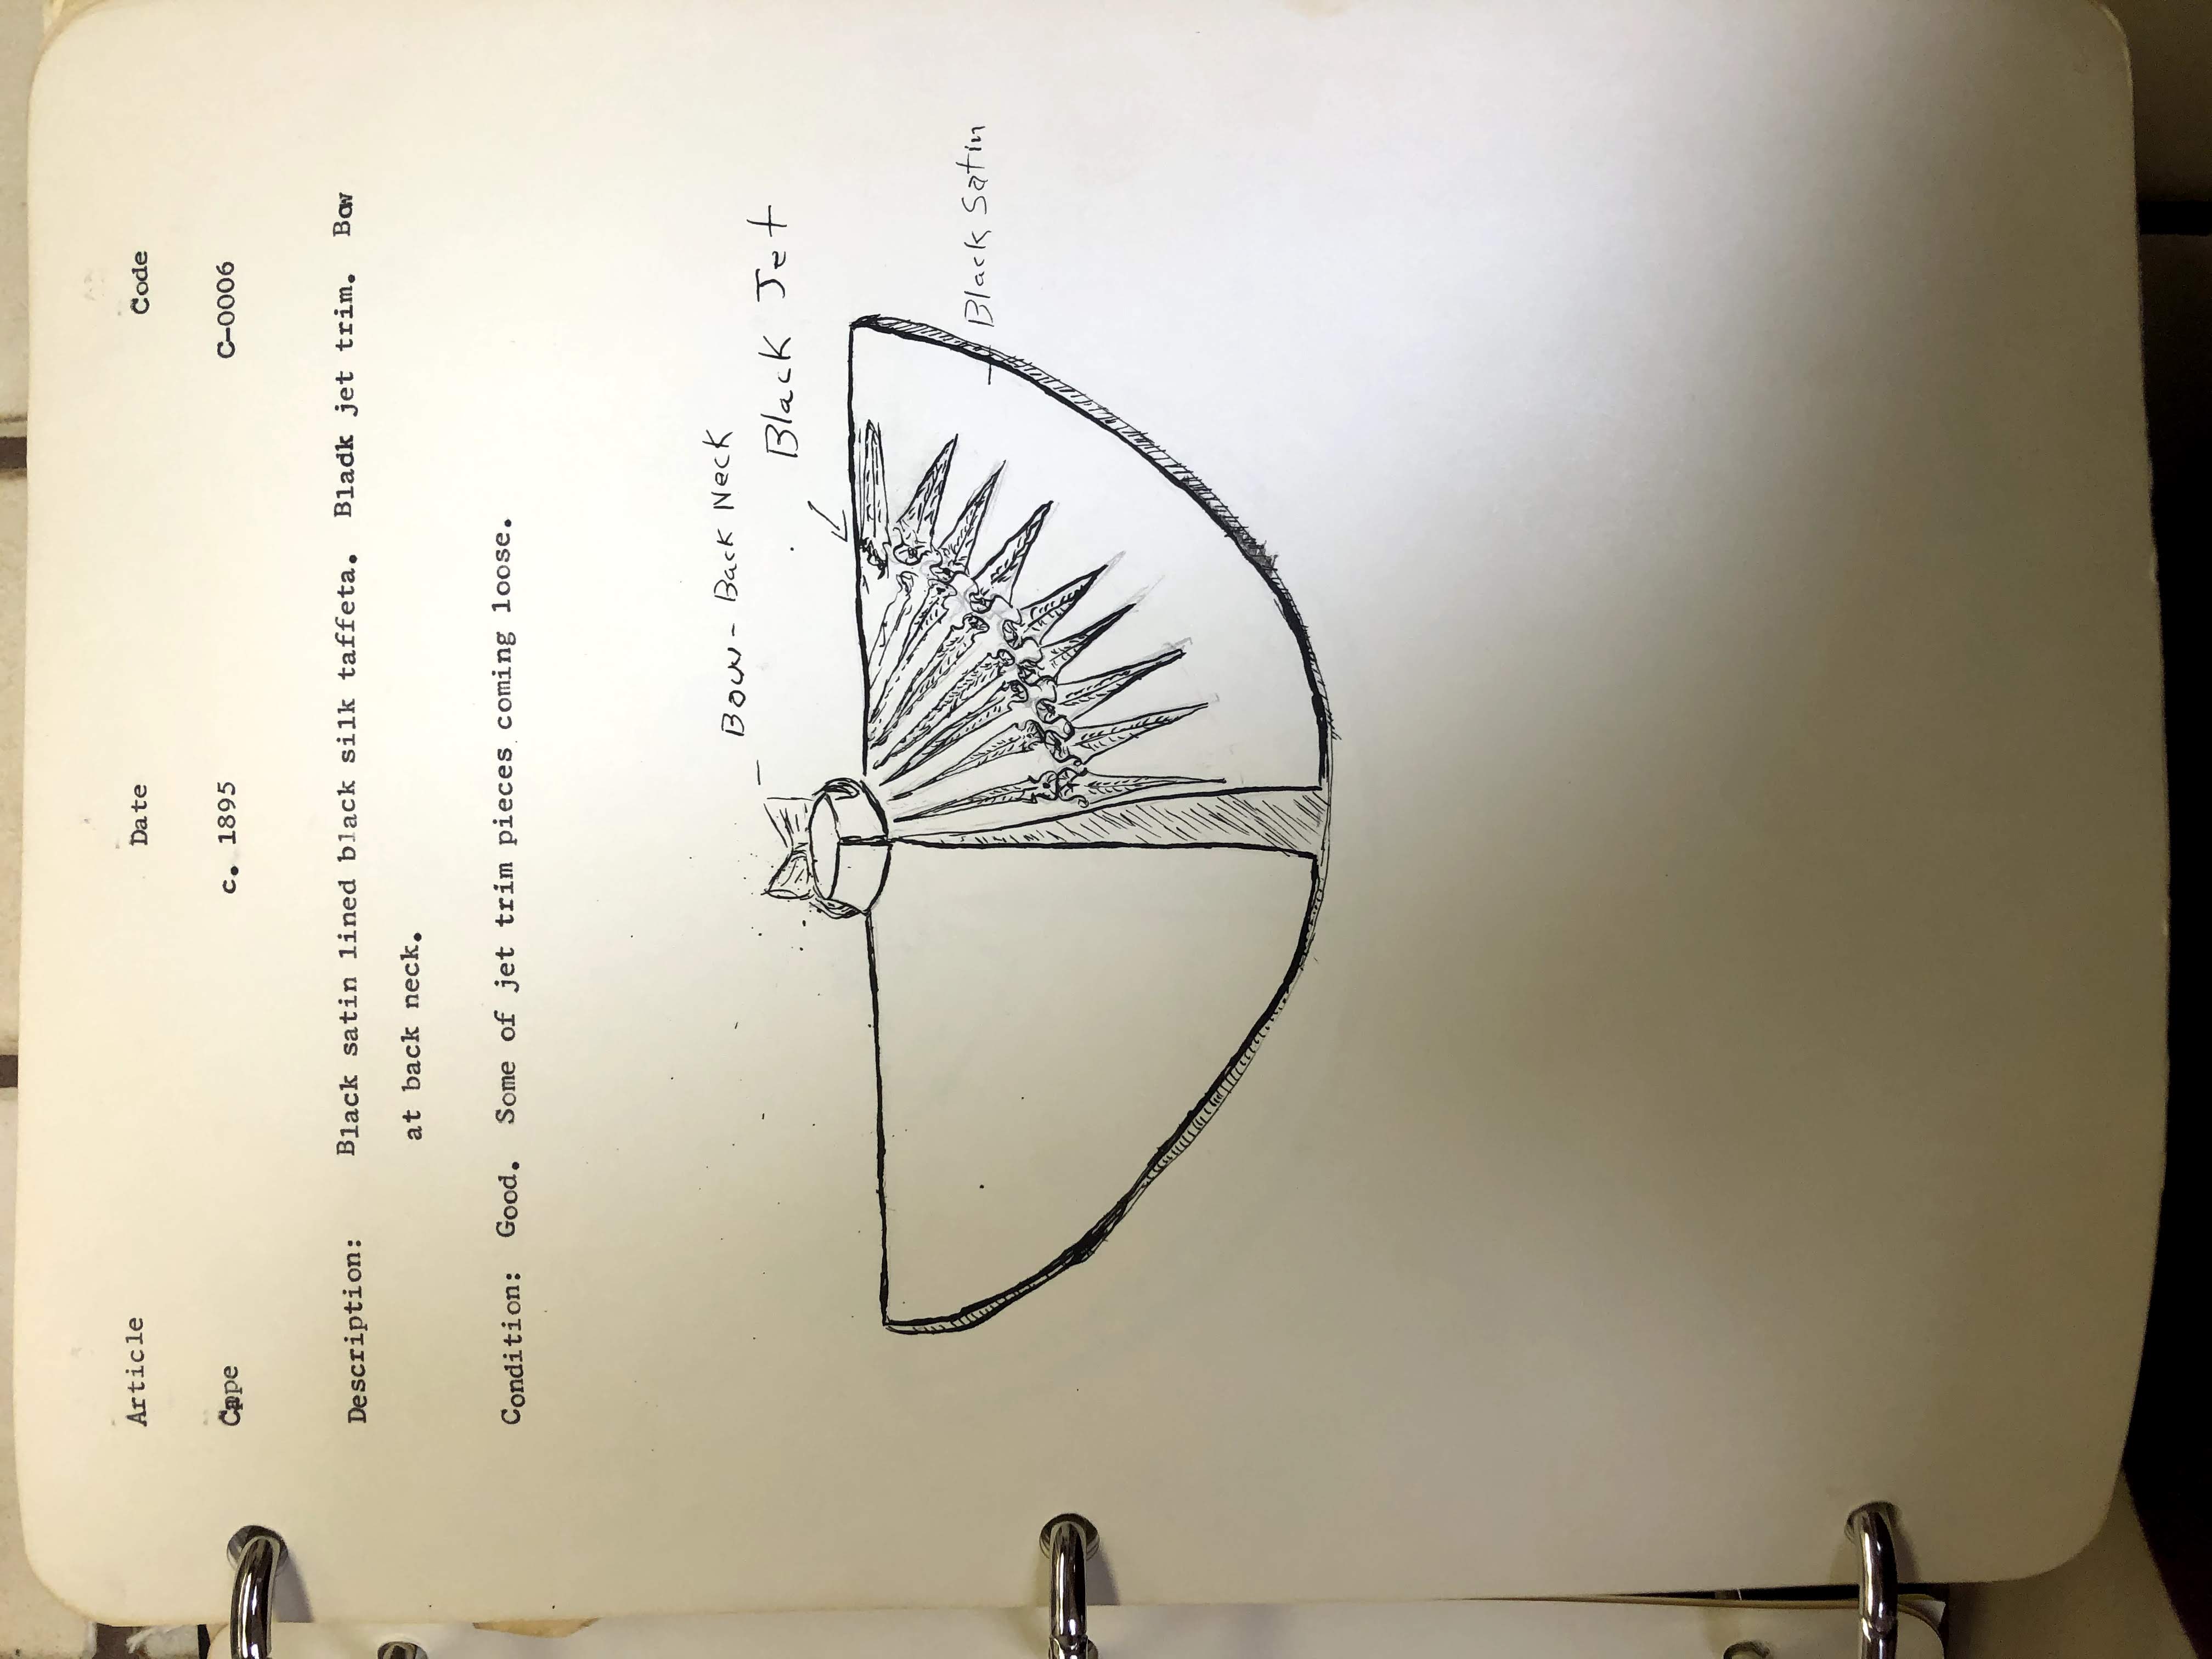 Article Date Code
Cape c. 1895 C-0006
Description: Black satin lined black silk taffeta. Bladk jet trim. Bow
at back neck.
Condition: Good. Some of jet trim pieces coming loose.
Bow - Back Neck
Black Jet
Black Satin